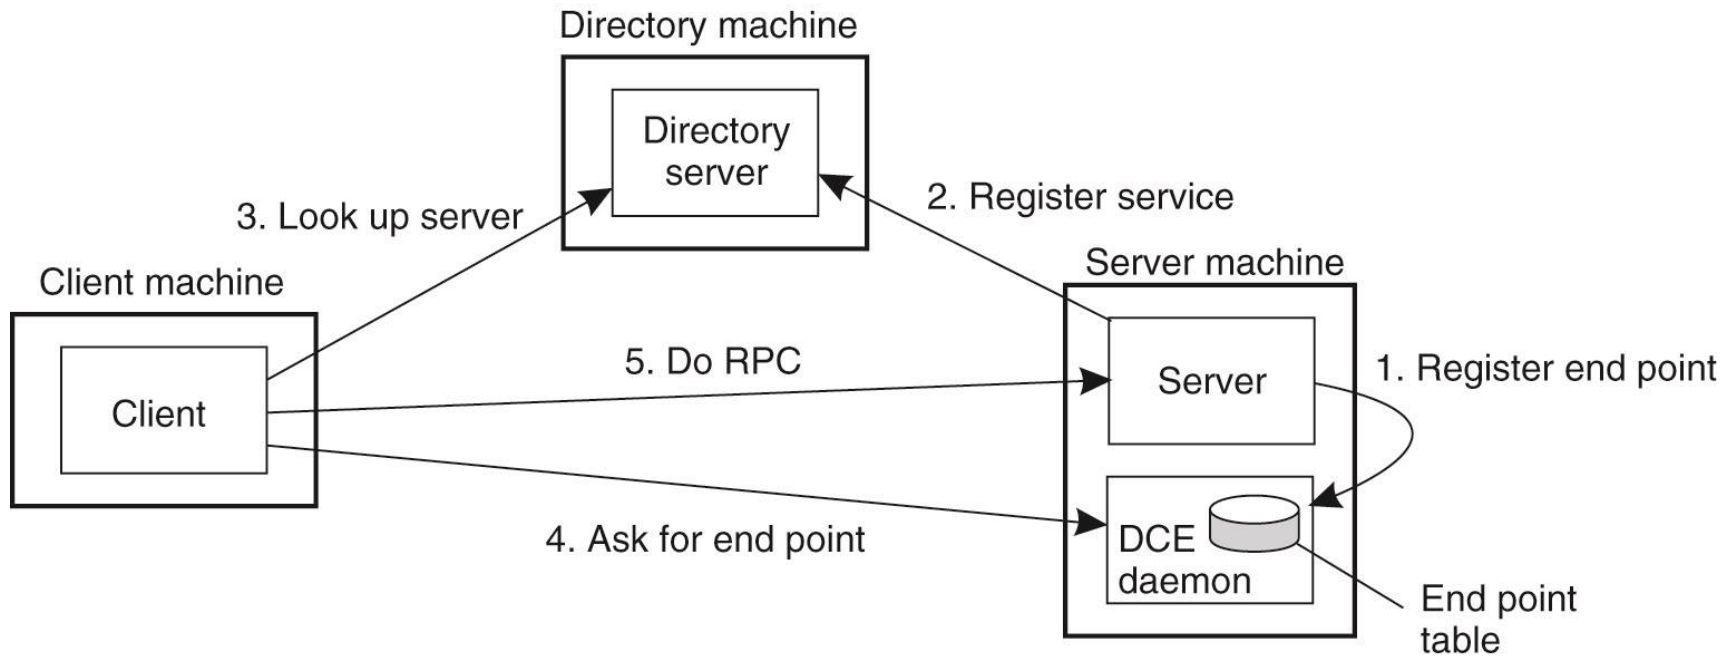 Directory machine
Directory
server
2. Register service
3. Look up server
Server machine
Client machine
5. Do RPC
1. Register end point
Server
Client
4. Ask for end point
DCE
daemon
End point
table